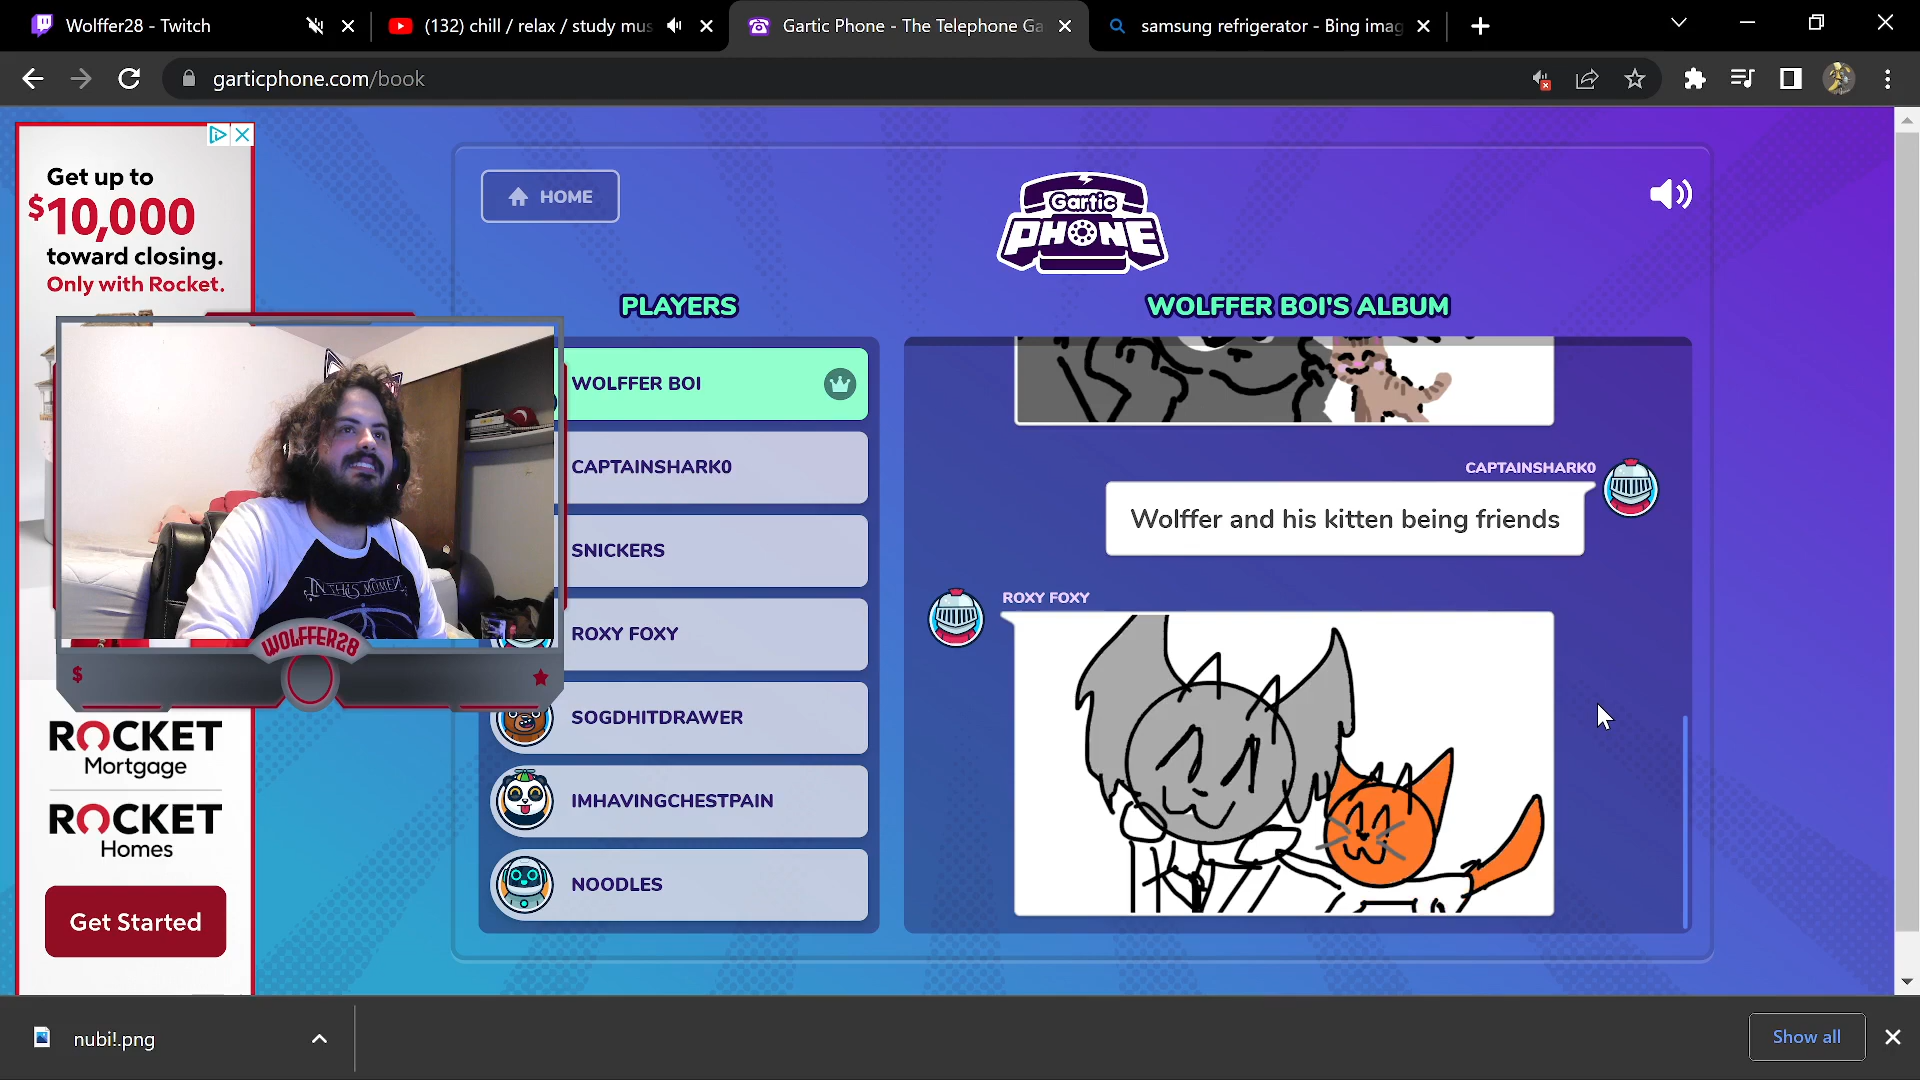 Wolffer28 - Twitch
(132) chill / relax / study mus
Gartic Phone - The Telephone Ga
samsung refrigerator - Bing imag
garticphone.com/book
Get up to
$10,000
toward closing.
Only with Rocket.
HOME
Gartic
PHONE
PLAYERS
WOLFFER BOI'S ALBUM
WOLFFER BOI
CAPTAINSHARK0
SNICKERS
ROXY FOXY
SOGDHITDRAWER
IMHAVINGCHESTPAIN
NOODLES
CAPTAINSHARK0
Wolffer and his kitten being friends
ROXY FOXY
IN THIS MOMENT
WOLFFER28
$
ROCKET
Mortgage
ROCKET
Homes
Get Started
nubi!.png
Show all